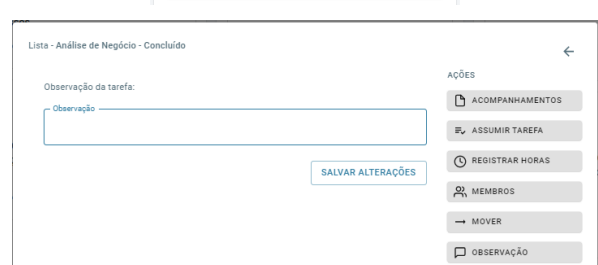 Lista - Análise de Negócio - Concluído
Observação da tarefa:
Observação
SALVAR ALTERAÇÕES
AÇÕES
ACOMPANHAMENTOS
ASSUMIR TAREFA
REGISTRAR HORAS
MEMBROS
MOVER
OBSERVAÇÃO